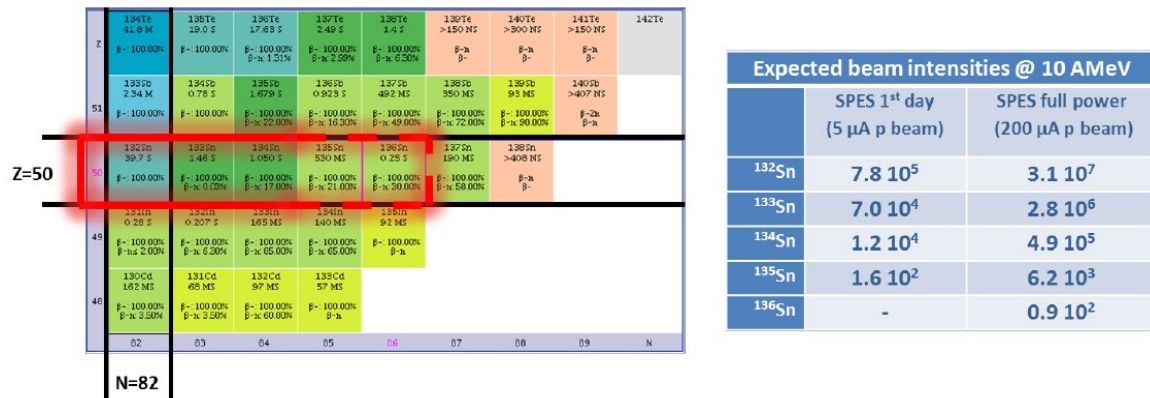 134Te 135Te 136Te 137Te 138Te 139Te 140Te 141Te 142Te
41.8 M 19.0 S 17.63 S 2.49 S 1.4 S >150 NS >300 NS >150 NS
Z
β-: 100.00% β-: 100.00% β-: 100.00% β-: 100.00% β-: 100.00% β-n β-n β-n
β-n: 1.31% β-n: 2.99% β-n: 6.30% β- β- β-
133Sb 134Sb 135Sb 136Sb 137Sb 138Sb 139Sb 140Sb
2.34 M 0.78 S 1.679 S 0.923 S 492 MS 350 MS 93 MS >407 NS
51
β-: 100.00% β-: 100.00% β-: 100.00% β-: 100.00% β-: 100.00% β-: 100.00% β-: 100.00% β-2n
β-n: 22.00% β-n: 16.30% β-n: 49.00% β-n: 72.00% β-n: 90.00% β-n
132Sn 133Sn 134Sn 135Sn 136Sn 137Sn 138Sn
39.7 S 1.46 S 1.050 S 530 MS 0.25 S 190 MS >408 NS
Z=50
50
β-: 100.00% β-: 100.00% β-: 100.00% β-: 100.00% β-: 100.00% β-: 100.00% β-n
β-n: 0.03% β-n: 17.00% β-n: 21.00% β-n: 30.00% β-n: 58.00% β-
131In 132In 133In 134In 135In
0.28 S 0.207 S 165 MS 140 MS 92 MS
49
β-: 100.00% β-: 100.00% β-: 100.00% β-: 100.00% β-: 100.00%
β-n≤ 2.00% β-n: 6.30% β-n: 85.00% β-n: 65.00% β-n
130Cd 131Cd 132Cd 133Cd
162 MS 68 MS 97 MS 57 MS
48
β-: 100.00% β-: 100.00% β-: 100.00% β-: 100.00%
β-n: 3.50% β-n: 3.50% β-n: 60.00% β-n
82 83 84 85 86 87 88 89 N
N=82
Expected beam intensities @ 10 AMeV
SPES 1st day SPES full power
(5 µA p beam) (200 µA p beam)
132Sn 7.8 10⁵ 3.1 10⁷
133Sn 7.0 10⁴ 2.8 10⁶
134Sn 1.2 10⁴ 4.9 10⁵
135Sn 1.6 10² 6.2 10³
136Sn - 0.9 10²